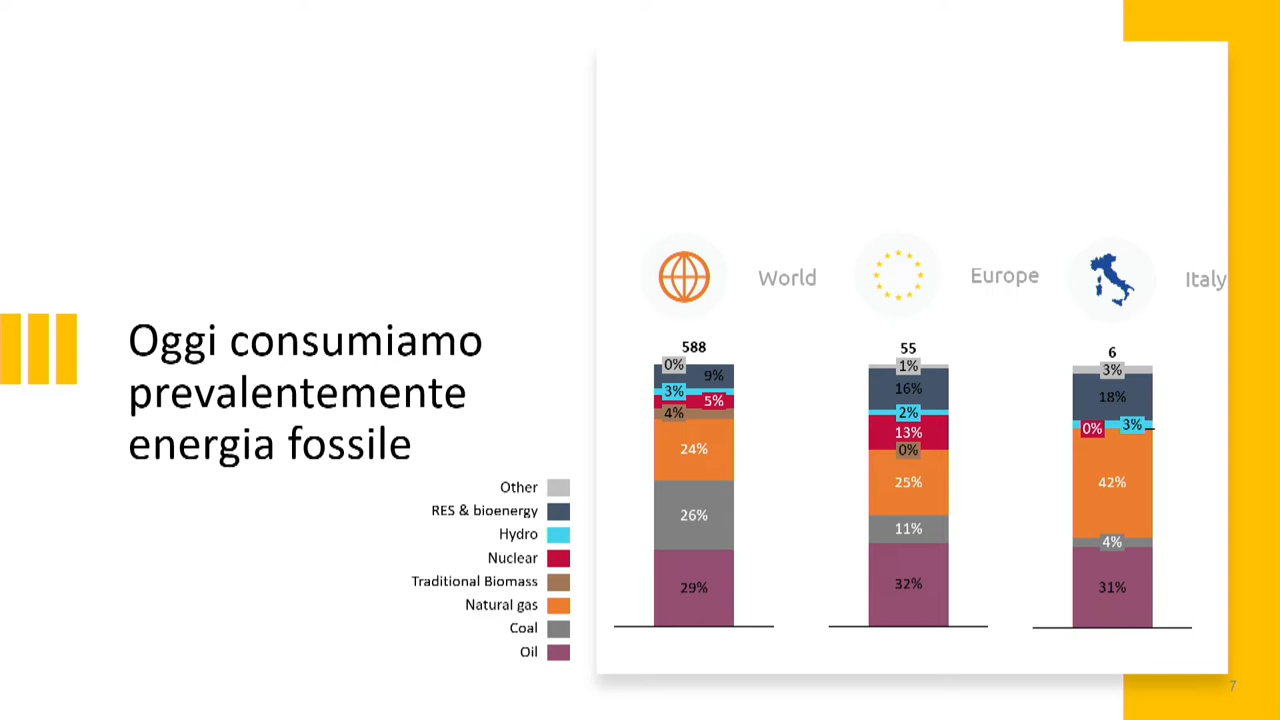 Oggi consumiamo
prevalentemente
energia fossile
Other
RES & bioenergy
Hydro
Nuclear
Traditional Biomass
Natural gas
Coal
Oil
World
588
0%
9%
3%
5%
4%
24%
26%
29%
Europe
55
1%
16%
2%
13%
0%
25%
11%
32%
Italy
6
3%
18%
3%
0%
42%
4%
31%
7